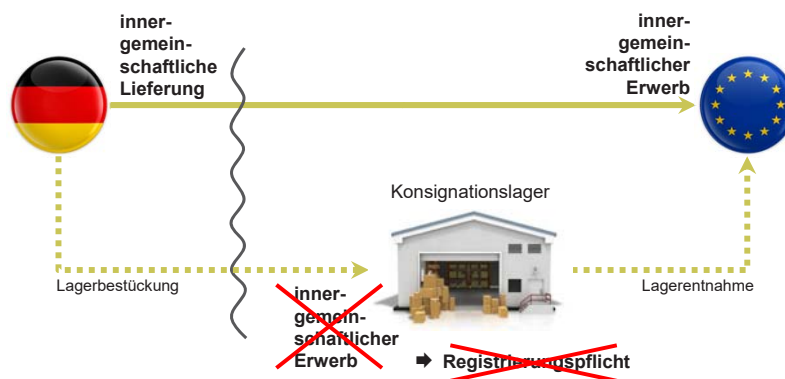 inner-
gemein-
schaftliche
Lieferung
inner-
gemein-
schaftlicher
Erwerb
Konsignationslager
Lagerbestückung
Lagerentnahme
inner-
gemein-
schaftlicher
Erwerb
➡ Registrierungspflicht